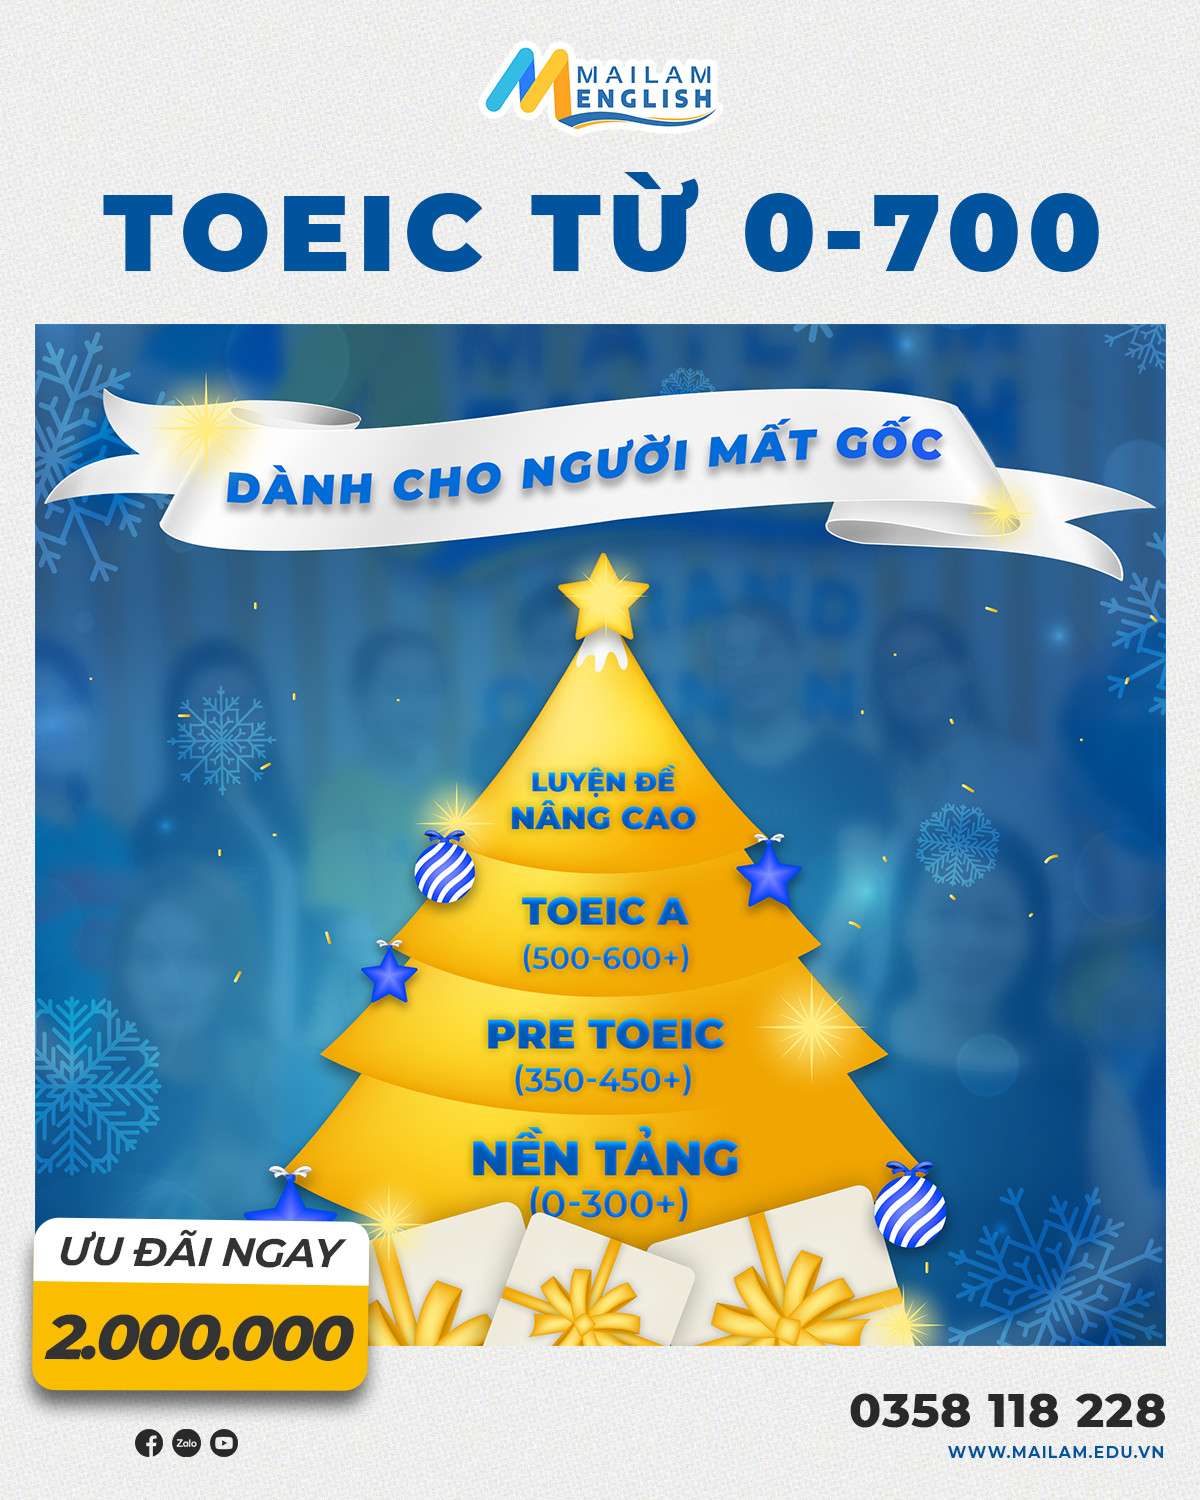 MAILAM
ENGLISH
TOEIC TỪ 0-700
DÀNH CHO NGƯỜI MẤT GỐC
LUYỆN ĐỀ
NÂNG CAO
TOEIC A
(500-600+)
PRE TOEIC
(350-450+)
NỀN TẢNG
(0-300+)
ƯU ĐÃI NGAY
2.000.000
Zalo
0358 118 228
WWW.MAILAM.EDU.VN